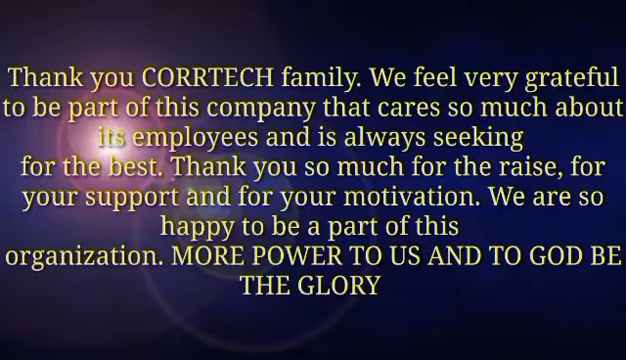 Thank you CORRTECH family. We feel very grateful
to be part of this company that cares so much about
its employees and is always seeking
for the best. Thank you so much for the raise, for
your support and for your motivation. We are so
happy to be a part of this
organization. MORE POWER TO US AND TO GOD BE
THE GLORY